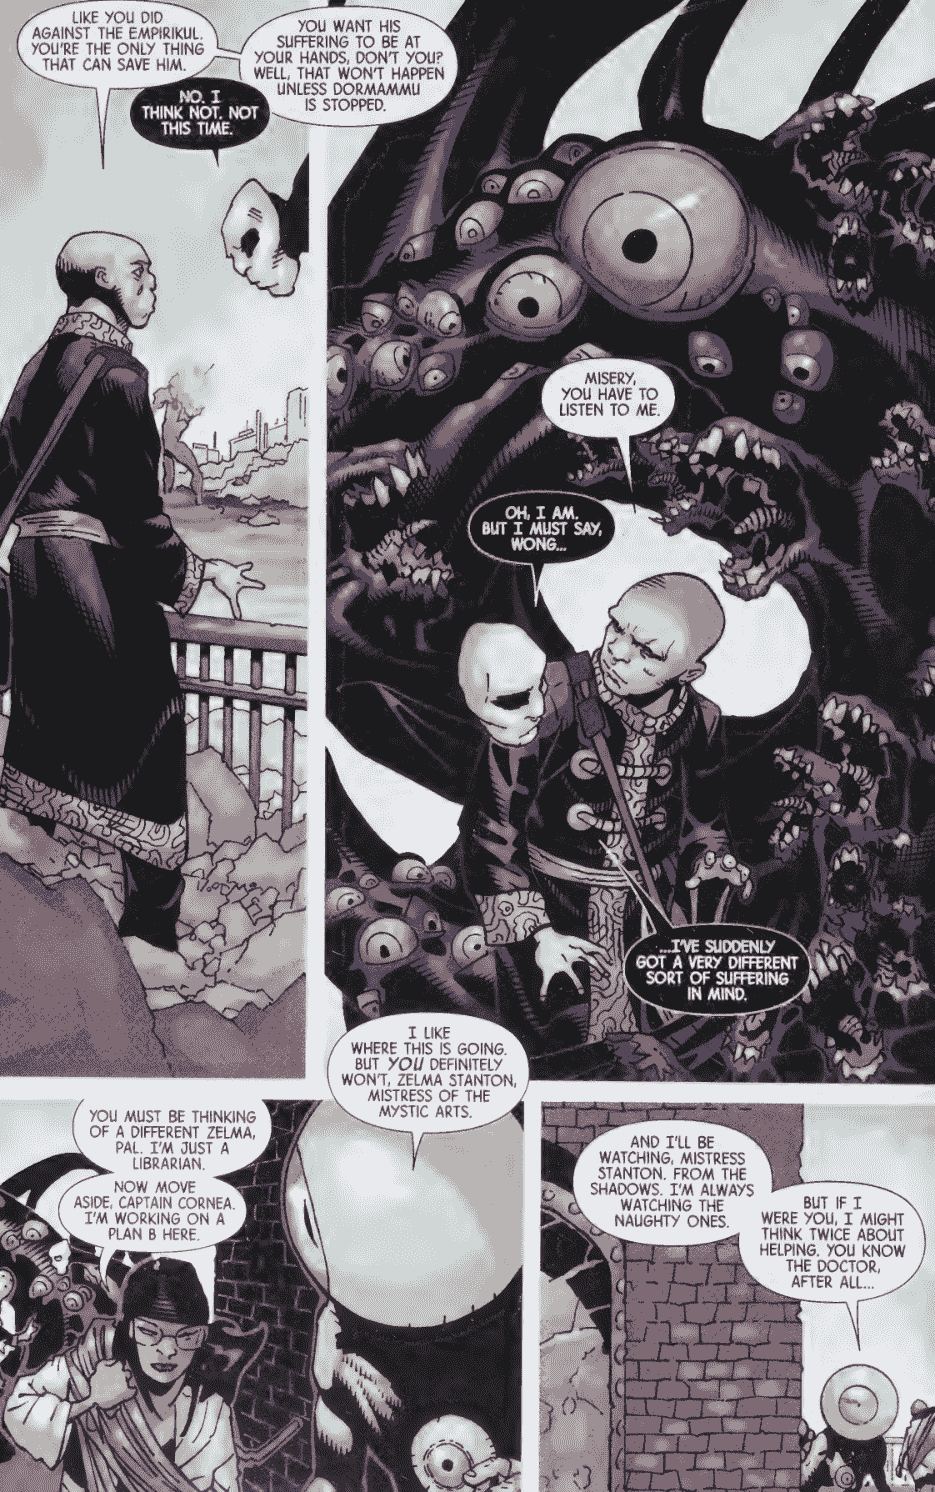 LIKE YOU DID
AGAINST THE EMPIRIKUL.
YOU'RE THE ONLY THING
THAT CAN SAVE HIM.
YOU WANT HIS
SUFFERING TO BE AT
YOUR HANDS, DON'T YOU?
WELL, THAT WON'T HAPPEN
UNLESS DORMAMMU
IS STOPPED.
NO. I
THINK NOT. NOT
THIS TIME.
MISERY,
YOU HAVE TO
LISTEN TO ME.
OH, I AM.
BUT I MUST SAY,
WONG...
...I'VE SUDDENLY
GOT A VERY DIFFERENT
SORT OF SUFFERING
IN MIND.
I LIKE
WHERE THIS IS GOING.
BUT YOU DEFINITELY
WON'T, ZELMA STANTON,
MISTRESS OF THE
MYSTIC ARTS.
YOU MUST BE THINKING
OF A DIFFERENT ZELMA,
PAL. I'M JUST A
LIBRARIAN.
NOW MOVE
ASIDE, CAPTAIN CORNEA.
I'M WORKING ON A
PLAN B HERE.
AND I'LL BE
WATCHING, MISTRESS
STANTON. FROM THE
SHADOWS. I'M ALWAYS
WATCHING THE
NAUGHTY ONES.
BUT IF I
WERE YOU, I MIGHT
THINK TWICE ABOUT
HELPING. YOU KNOW
THE DOCTOR,
AFTER ALL...